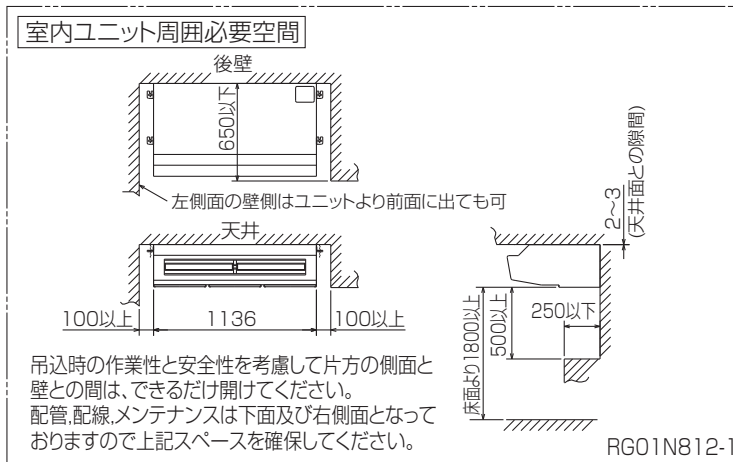 室内ユニット周囲必要空間
後壁
650以下
左側面の壁側はユニットより前面に出ても可
天井
2~3
(天井面との隙間)
100以上
1136
100以上
床面より1800以上
500以上
250以下
吊込時の作業性と安全性を考慮して片方の側面と
壁との間は、できるだけ開けてください。
配管,配線,メンテナンスは下面及び右側面となって
おりますので上記スペースを確保してください。
RG01N812-1